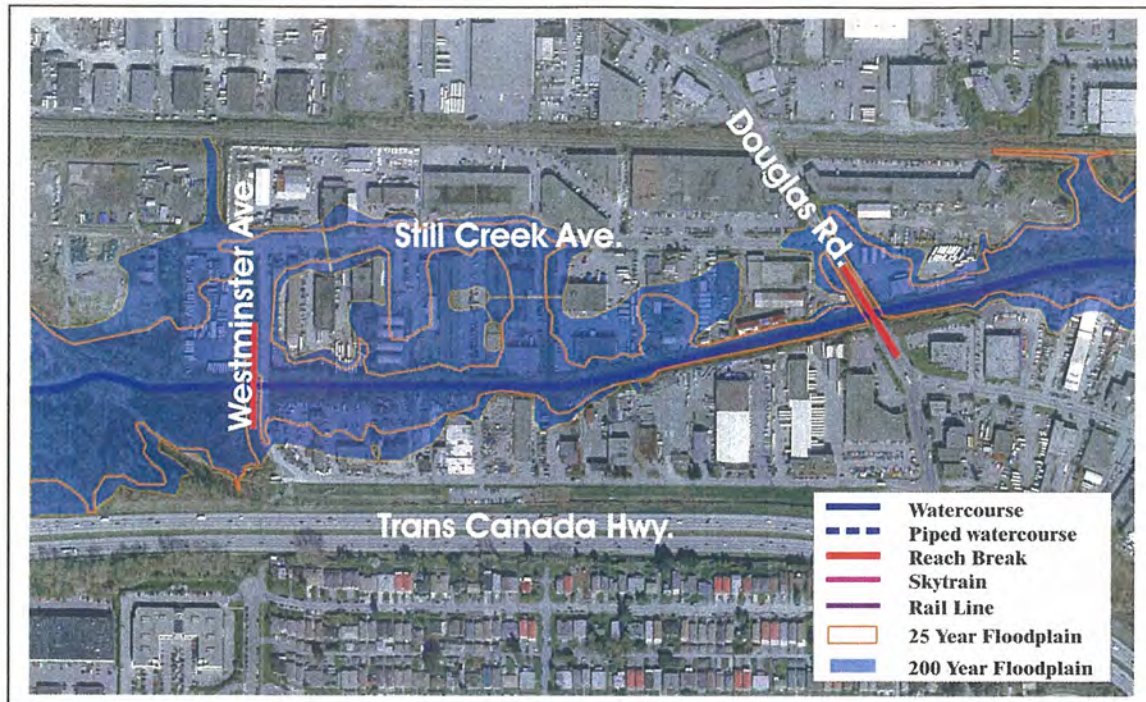 Douglas Rd.
Westminster Ave.
Still Creek Ave.
Trans Canada Hwy.
Watercourse
Piped watercourse
Reach Break
Skytrain
Rail Line
25 Year Floodplain
200 Year Floodplain